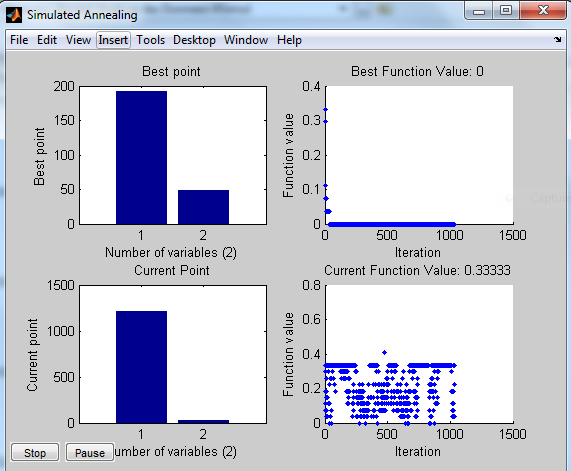 Simulated Annealing
File Edit View Insert Tools Desktop Window Help
Best point
200
150
100
50
0
Best point
1 2
Number of variables (2)
Best Function Value: 0
0.4
0.3
0.2
0.1
0
Function value
0 500 1000 1500
Iteration
Current Point
1500
1000
500
0
Current point
1 2
umber of variables (2)
Current Function Value: 0.33333
0.8
0.6
0.4
0.2
0
Function value
0 500 1000 1500
Iteration
Stop Pause